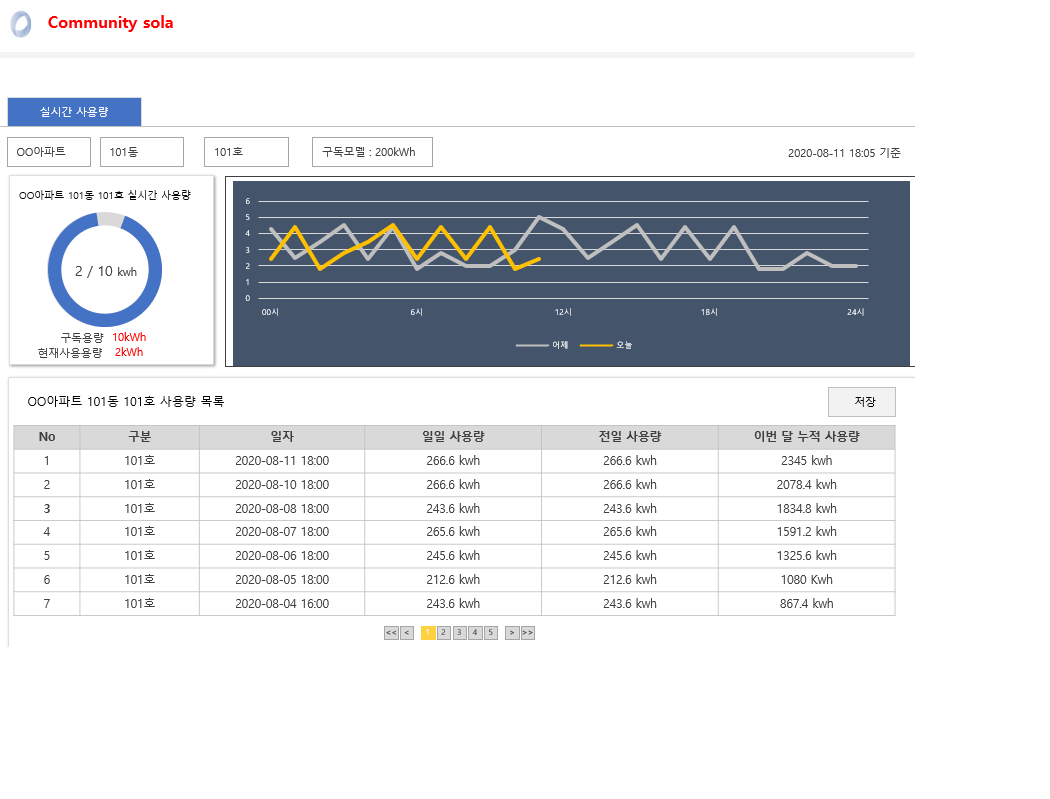 Community sola
실시간 사용량
OO아파트 101동 101호 구독모델 : 200kWh 2020-08-11 18:05 기준
OO아파트 101동 101호 실시간 사용량
2 / 10 kwh
구독용량 10kWh
현재사용용량 2kWh
6
5
4
3
2
1
0
00시 6시 12시 18시 24시
어제 오늘
OO아파트 101동 101호 사용량 목록 저장
No 구분 일자 일일 사용량 전일 사용량 이번 달 누적 사용량
1 101호 2020-08-11 18:00 266.6 kwh 266.6 kwh 2345 kwh
2 101호 2020-08-10 18:00 266.6 kwh 266.6 kwh 2078.4 kwh
3 101호 2020-08-08 18:00 243.6 kwh 243.6 kwh 1834.8 kwh
4 101호 2020-08-07 18:00 265.6 kwh 265.6 kwh 1591.2 kwh
5 101호 2020-08-06 18:00 245.6 kwh 245.6 kwh 1325.6 kwh
6 101호 2020-08-05 18:00 212.6 kwh 212.6 kwh 1080 Kwh
7 101호 2020-08-04 16:00 243.6 kwh 243.6 kwh 867.4 kwh
<< < 1 2 3 4 5 > >>